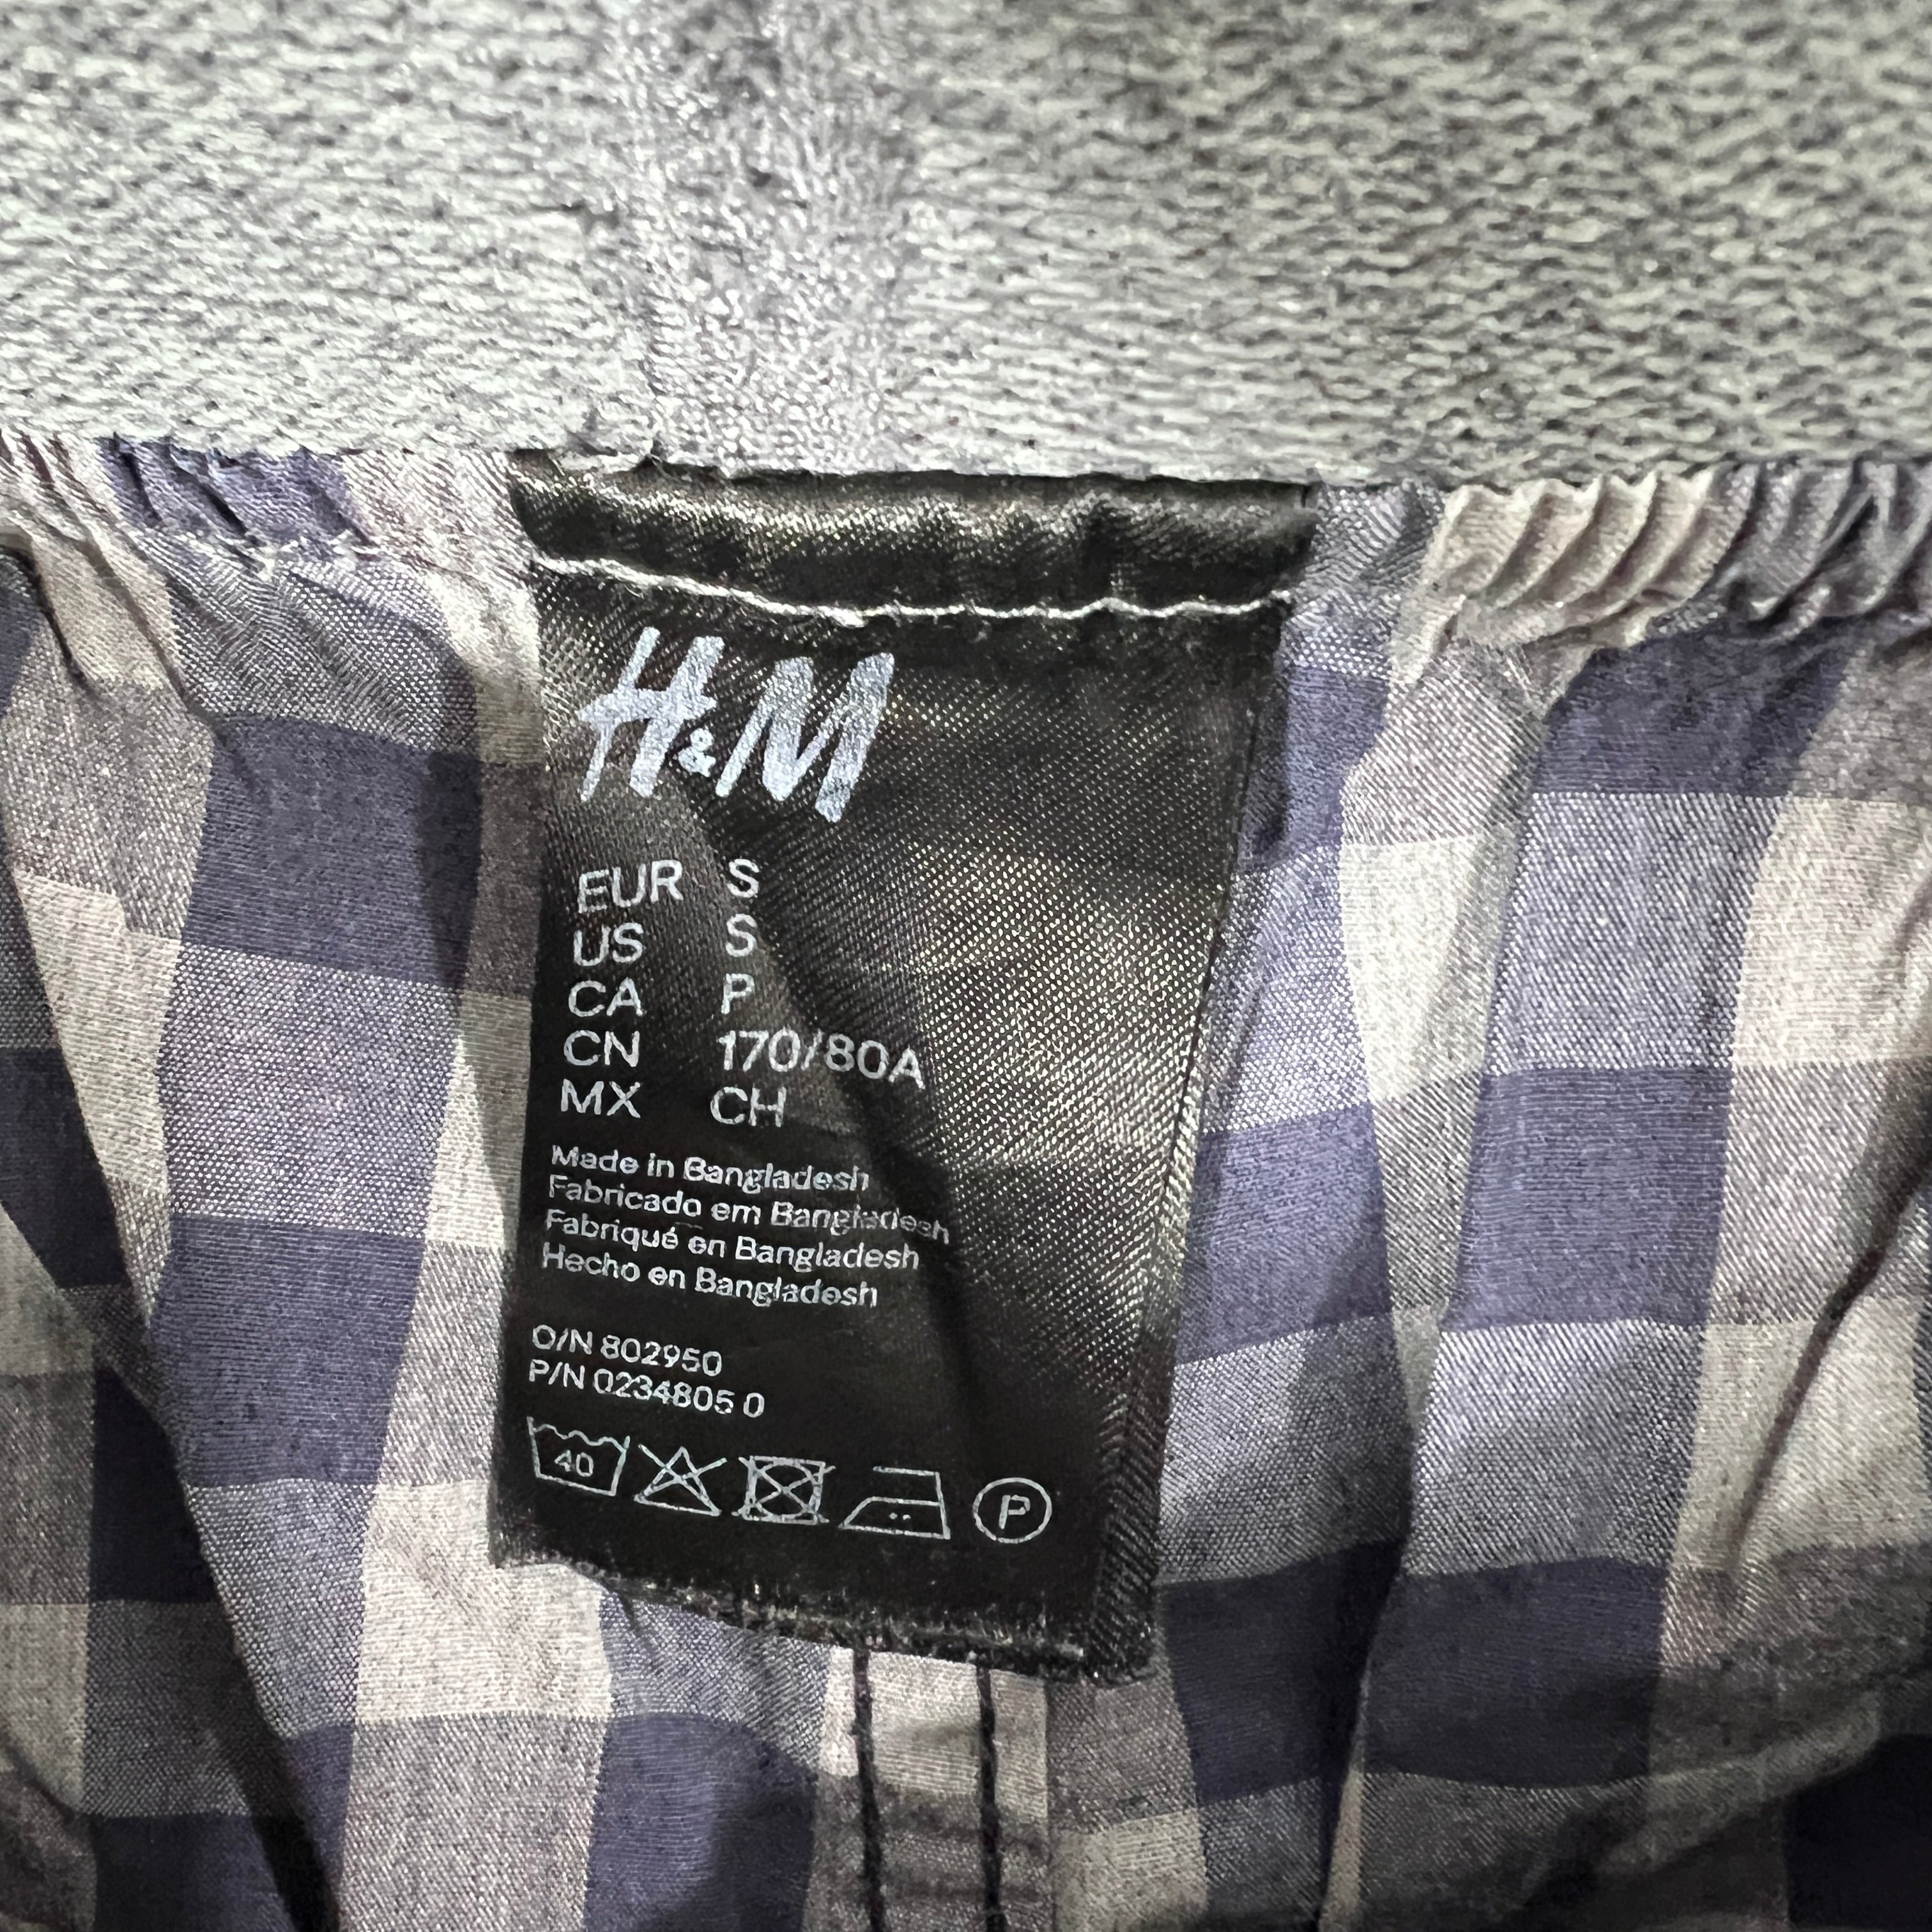 H&M
EUR S
US S
CA P
CN 170/80A
MX CH
Made in Bangladesh
Fabricado em Bangladesh
Fabriqué en Bangladesh
Hecho en Bangladesh
O/N 802950
P/N 0234805 0
40
P